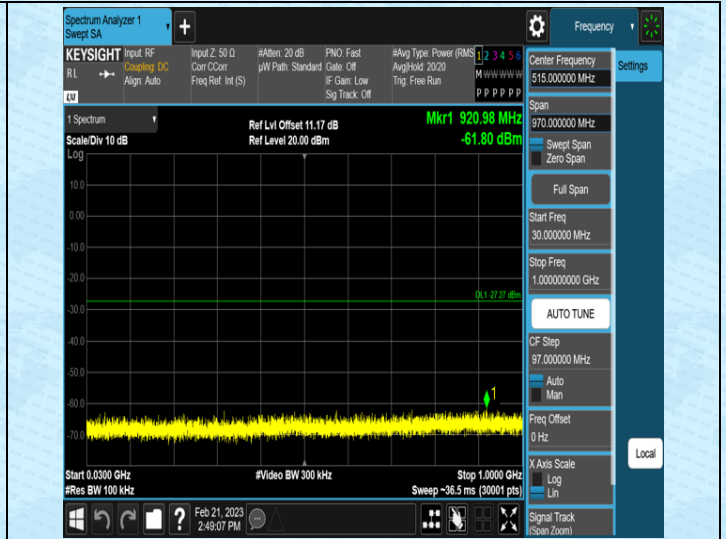 Spectrum Analyzer 1
Swept SA
+
Frequency
KEYSIGHT
RL
LXI
Input: RF
Coupling: DC
Align: Auto
Input Z: 50 Ω
Corr CCorr
Freq Ref: Int (S)
#Atten: 20 dB
µW Path: Standard
PNO: Fast
Gate: Off
IF Gain: Low
Sig Track: Off
#Avg Type: Power (RMS
Avg|Hold: 20/20
Trig: Free Run
1 2 3 4 5 6
M W W W W W
P P P P P P
1 Spectrum
Scale/Div 10 dB
Log
Ref Lvl Offset 11.17 dB
Ref Level 20.00 dBm
Mkr1 920.98 MHz
-61.80 dBm
10.0
0.00
-10.0
-20.0
-30.0
-40.0
-50.0
-60.0
-70.0
DL1 -27.27 dBm
1
Start 0.0300 GHz
#Res BW 100 kHz
#Video BW 300 kHz
Stop 1.0000 GHz
Sweep ~36.5 ms (30001 pts)
Feb 21, 2023
2:49:07 PM
?
Center Frequency
515.000000 MHz
Settings
Span
970.000000 MHz
Swept Span
Zero Span
Full Span
Start Freq
30.000000 MHz
Stop Freq
1.000000000 GHz
AUTO TUNE
CF Step
97.000000 MHz
Auto
Man
Freq Offset
0 Hz
X Axis Scale
Log
Lin
Local
Signal Track
(Span Zoom)